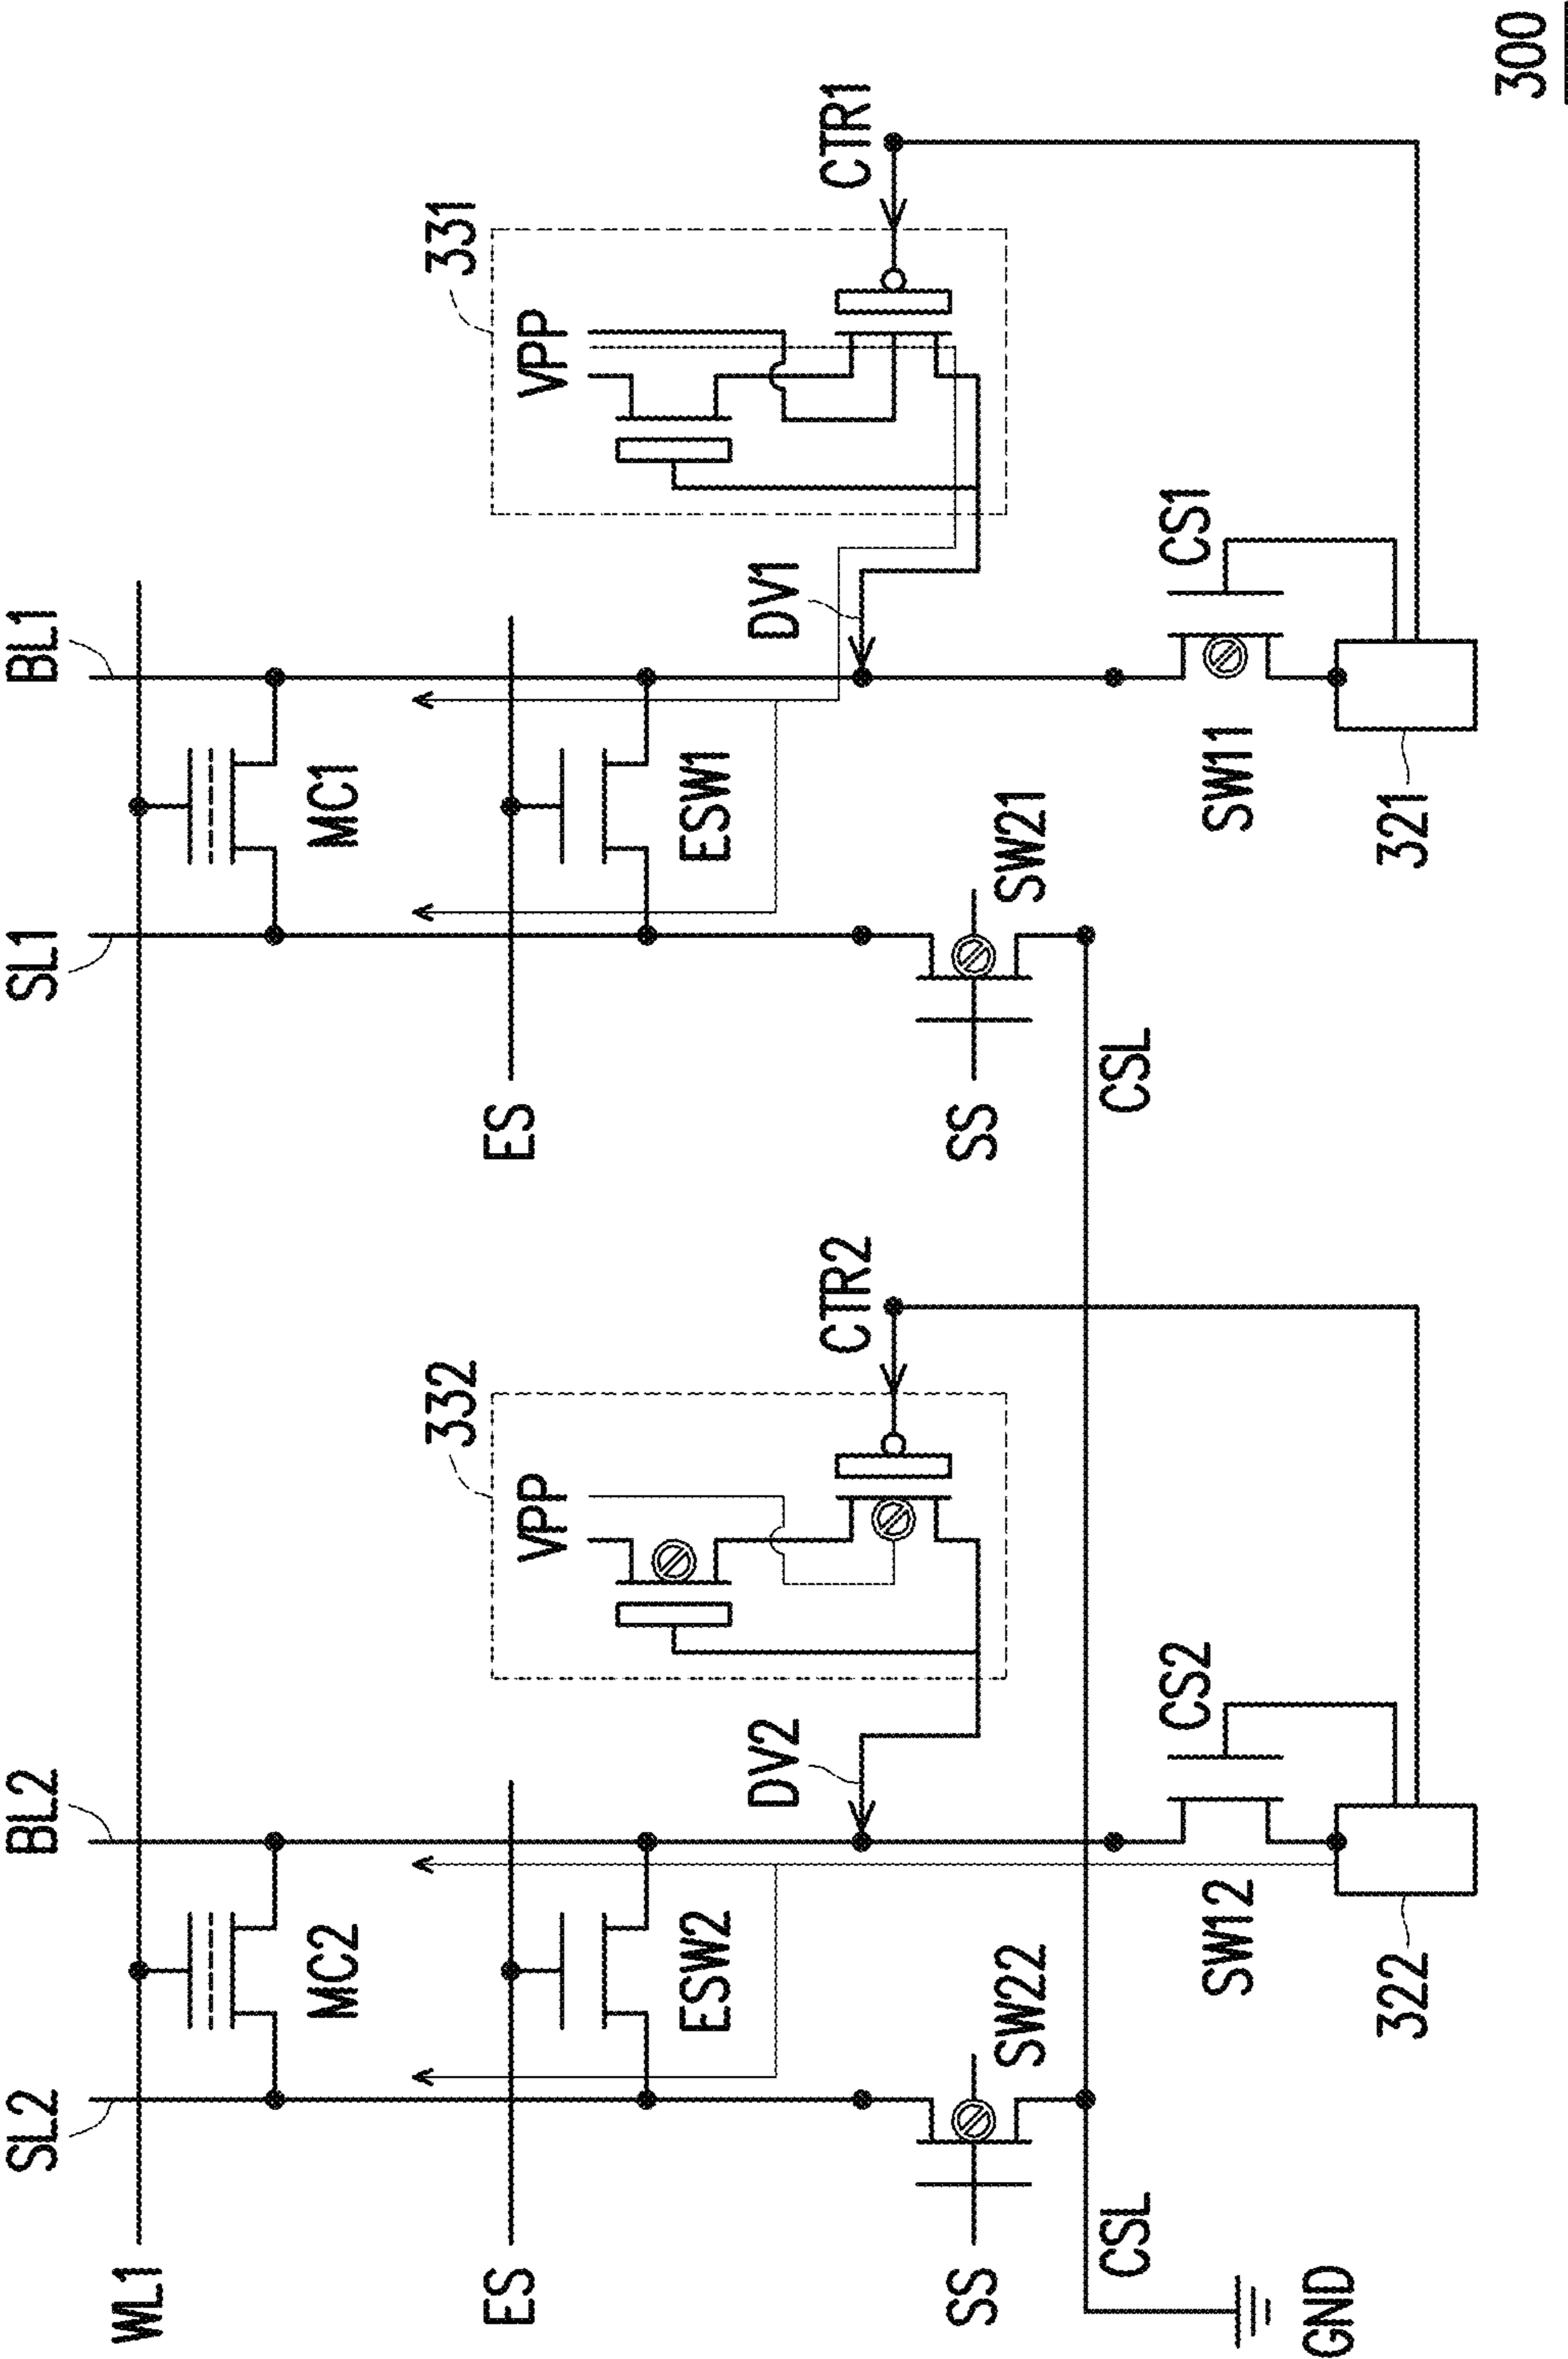 SL2
BL2
SL1
BL1
WL1
MC2
MC1
332
331
VPP
VPP
ES
ESW2
ES
ESW1
DV2
CTR2
DV1
CTR1
SS
SW22
SS
SW21
CSL
CS2
CSL
CS1
SW12
SW11
GND
322
321
300